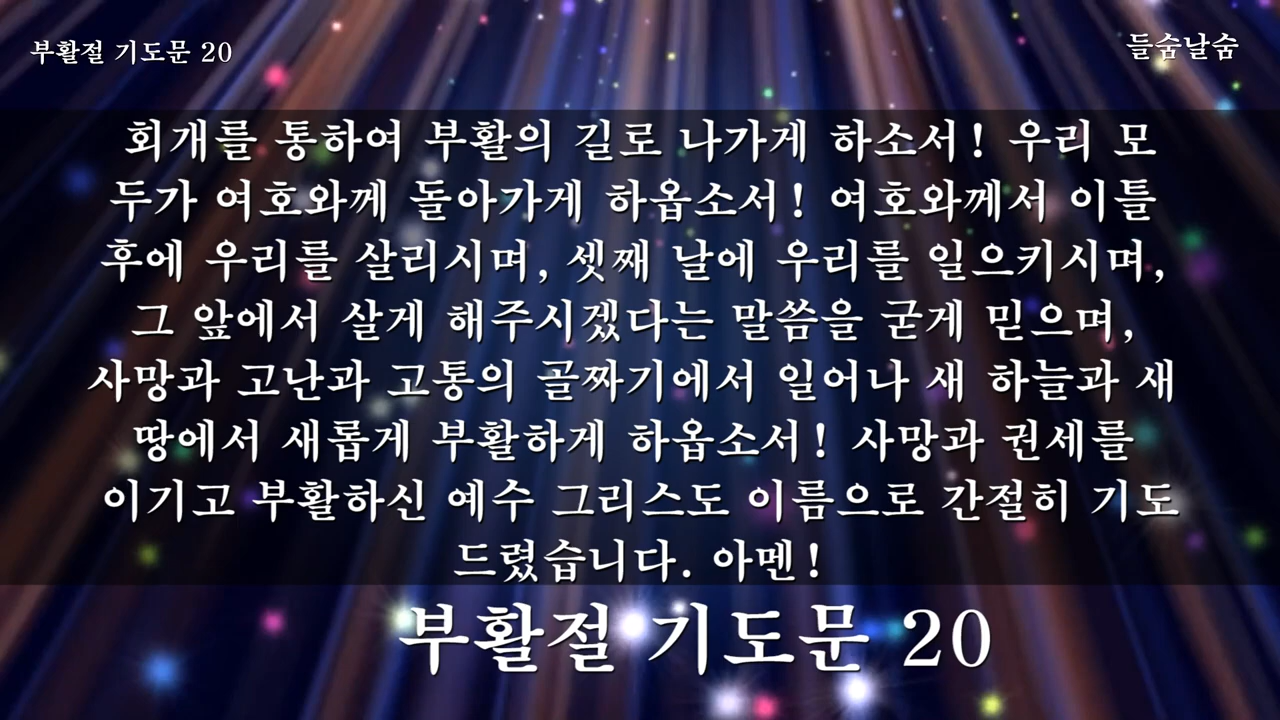 부활절 기도문 20
들숨날숨
회개를 통하여 부활의 길로 나가게 하소서! 우리 모
두가 여호와께 돌아가게 하옵소서! 여호와께서 이틀
후에 우리를 살리시며, 셋째 날에 우리를 일으키시며,
그 앞에서 살게 해주시겠다는 말씀을 굳게 믿으며,
사망과 고난과 고통의 골짜기에서 일어나 새 하늘과 새
땅에서 새롭게 부활하게 하옵소서! 사망과 권세를
이기고 부활하신 예수 그리스도 이름으로 간절히 기도
드렸습니다. 아멘!
부활절 기도문 20